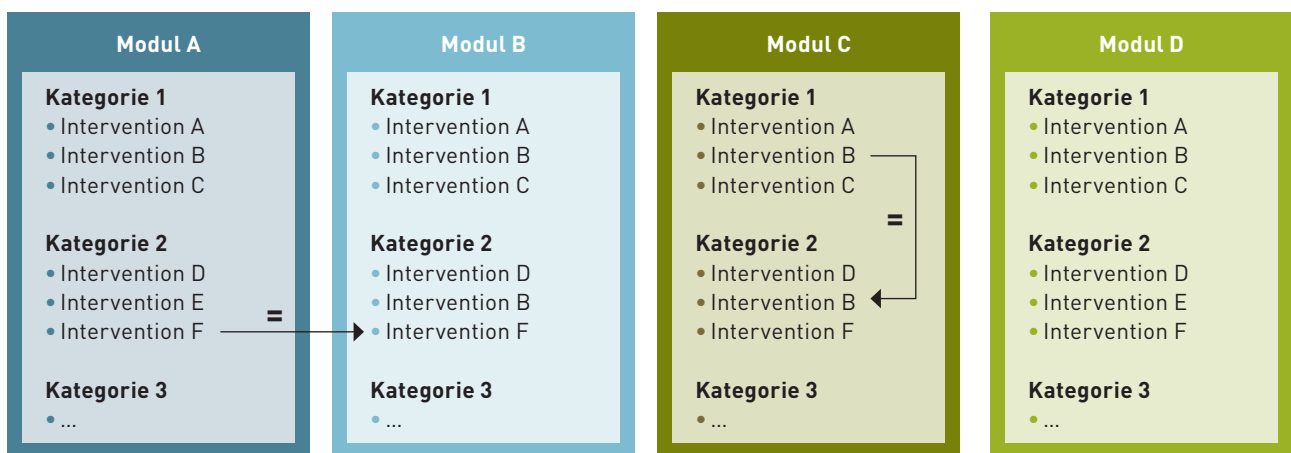 Modul A
Kategorie 1
• Intervention A
• Intervention B
• Intervention C
Kategorie 2
• Intervention D
• Intervention E
• Intervention F
=
Kategorie 3
• ...
Modul B
Kategorie 1
• Intervention A
• Intervention B
• Intervention C
Kategorie 2
• Intervention D
• Intervention B
• Intervention F
Kategorie 3
• ...
Modul C
Kategorie 1
• Intervention A
• Intervention B
• Intervention C
=
Kategorie 2
• Intervention D
• Intervention B
• Intervention F
Kategorie 3
• ...
Modul D
Kategorie 1
• Intervention A
• Intervention B
• Intervention C
Kategorie 2
• Intervention D
• Intervention E
• Intervention F
Kategorie 3
• ...